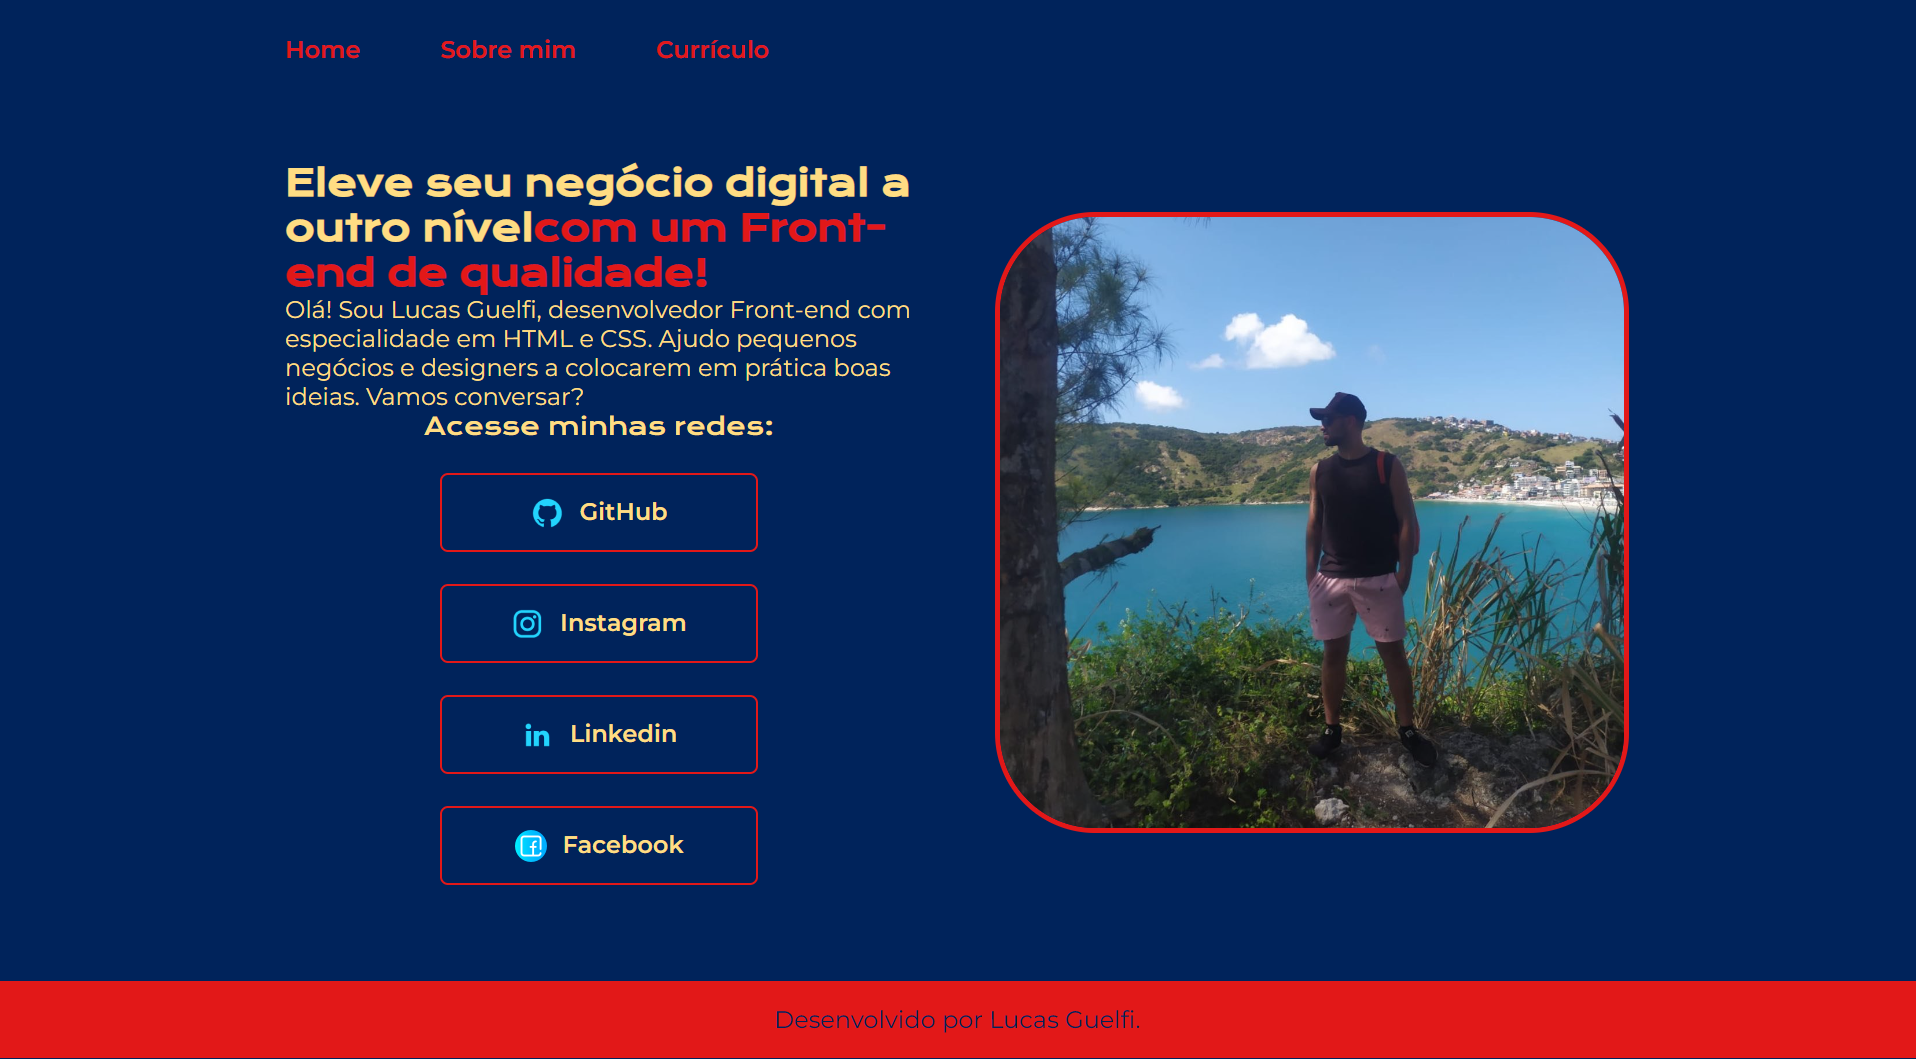 Home Sobre mim Currículo
Eleve seu negócio digital a
outro nívelcom um Front-
end de qualidade!
Olá! Sou Lucas Guelfi, desenvolvedor Front-end com
especialidade em HTML e CSS. Ajudo pequenos
negócios e designers a colocarem em prática boas
ideias. Vamos conversar?
Acesse minhas redes:
GitHub
Instagram
Linkedin
Facebook
Desenvolvido por Lucas Guelfi.